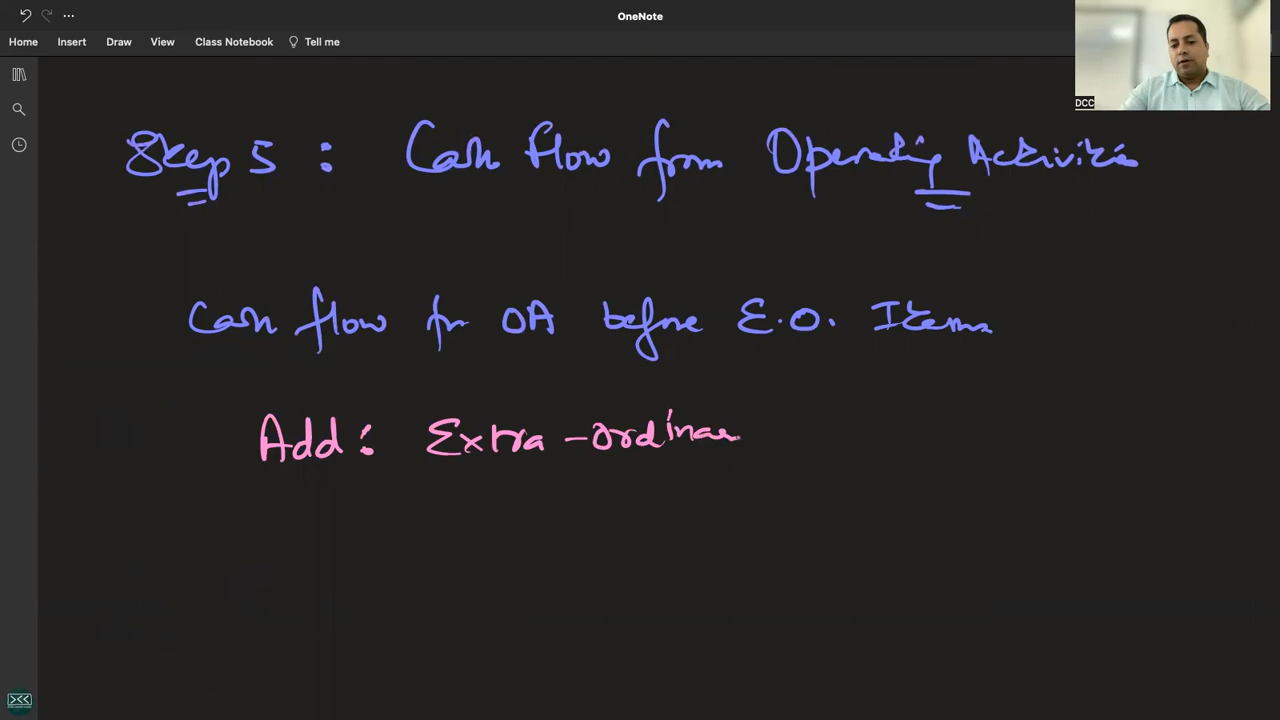 OneNote
Home Insert Draw View Class Notebook Tell me
DCC
Step 5 : Cash flow from Operating Activities
Cash flow fr OA before E.O. Items
Add : Extra-ordinar